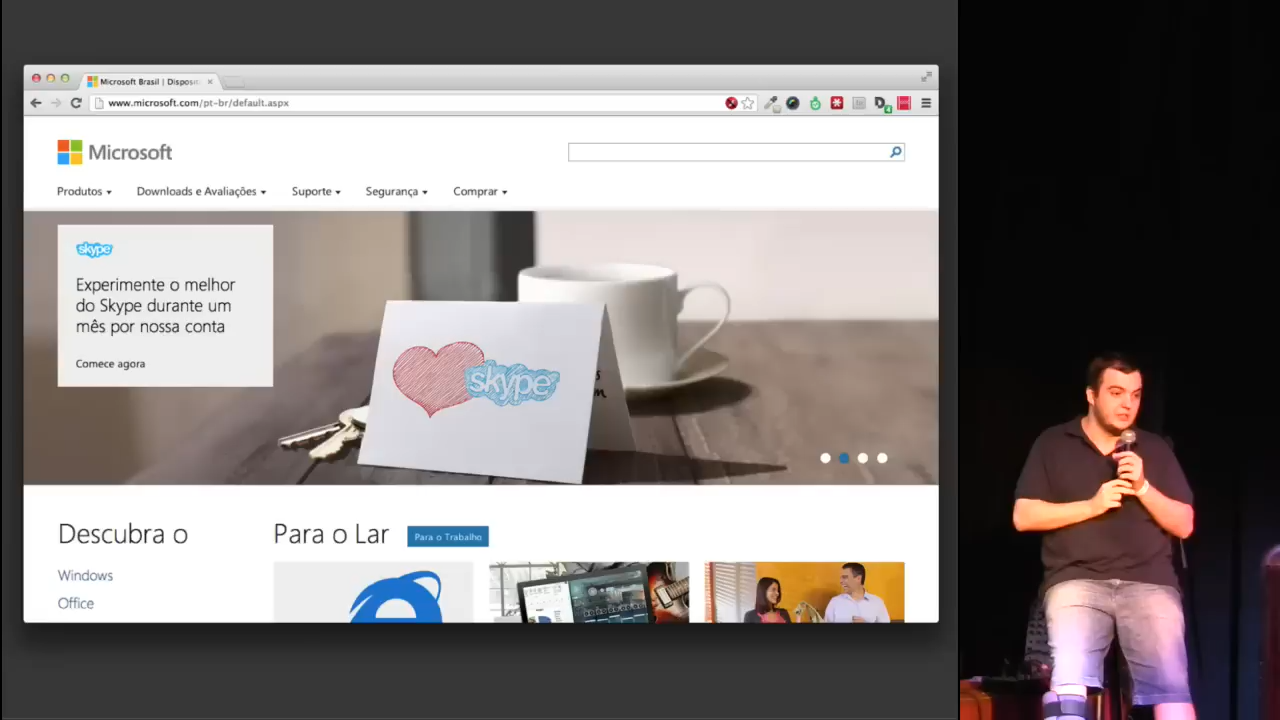 Microsoft Brasil | Disposit
www.microsoft.com/pt-br/default.aspx
Microsoft
Produtos
Downloads e Avaliações
Suporte
Segurança
Comprar
skype
Experimente o melhor
do Skype durante um
mês por nossa conta
Comece agora
skype
Descubra o
Para o Lar
Para o Trabalho
Windows
Office